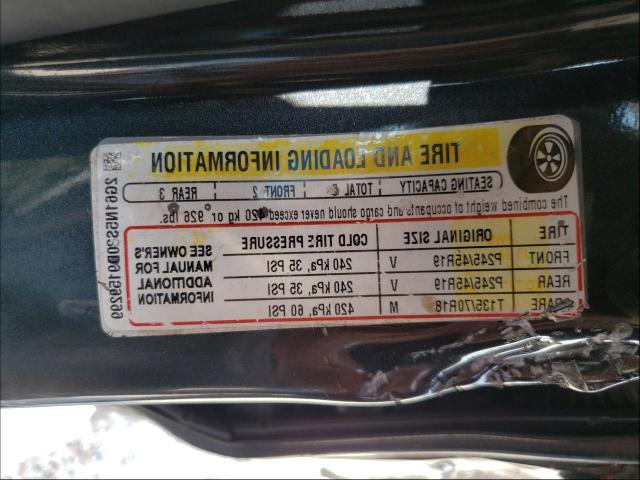 TIRE AND LOADING INFORMATION
SEATING CAPACITY TOTAL FRONT 2 REAR 3
The combined weight of occupants and cargo should never exceed 420 kg or 926 lbs.
TIRE ORIGINAL SIZE COLD TIRE PRESSURE
FRONT P245/45R19 V 240 kPa, 35 PSI
REAR P245/45R19 V 240 kPa, 35 PSI
SPARE T135/70R18 M 420 kPa, 60 PSI
SEE OWNER'S
MANUAL FOR
ADDITIONAL
INFORMATION